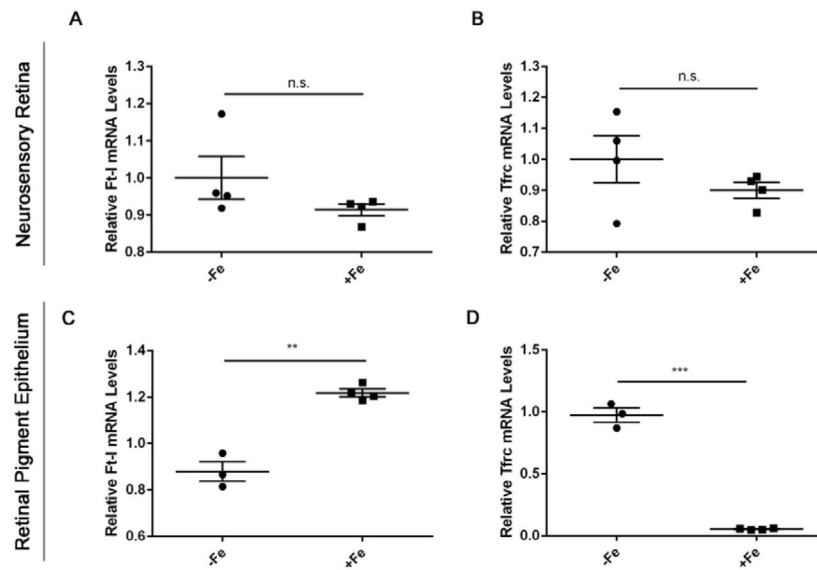 A
B
Neurosensory Retina
Relative Ft-l mRNA Levels
1.3
1.2
1.1
1.0
0.9
0.8
n.s.
-Fe
+Fe
Relative Tfrc mRNA Levels
1.3
1.2
1.1
1.0
0.9
0.8
0.7
n.s.
-Fe
+Fe
C
D
Retinal Pigment Epithelium
Relative Ft-l mRNA Levels
1.4
1.2
1.0
0.8
0.6
**
-Fe
+Fe
Relative Tfrc mRNA Levels
1.5
1.0
0.5
0.0
***
-Fe
+Fe